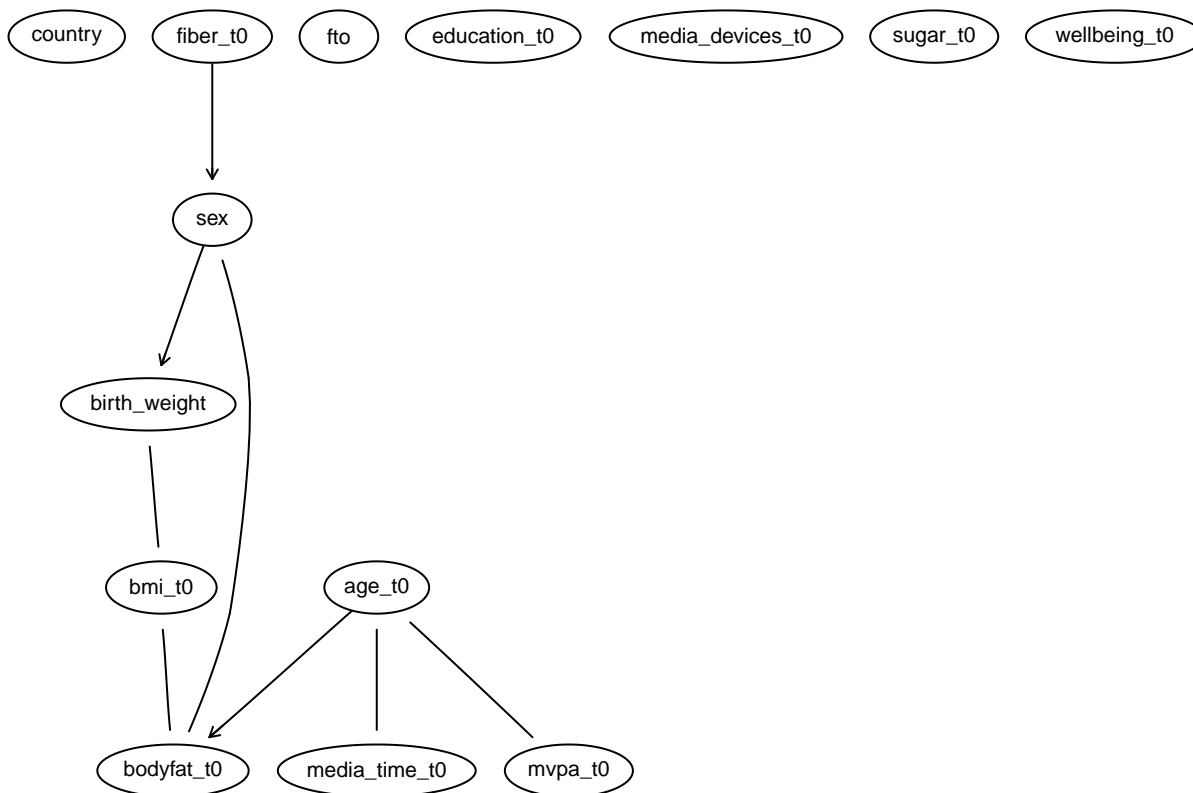 country
fiber_t0
fto
education_t0
media_devices_t0
sugar_t0
wellbeing_t0
sex
birth_weight
bmi_t0
age_t0
bodyfat_t0
media_time_t0
mvpa_t0